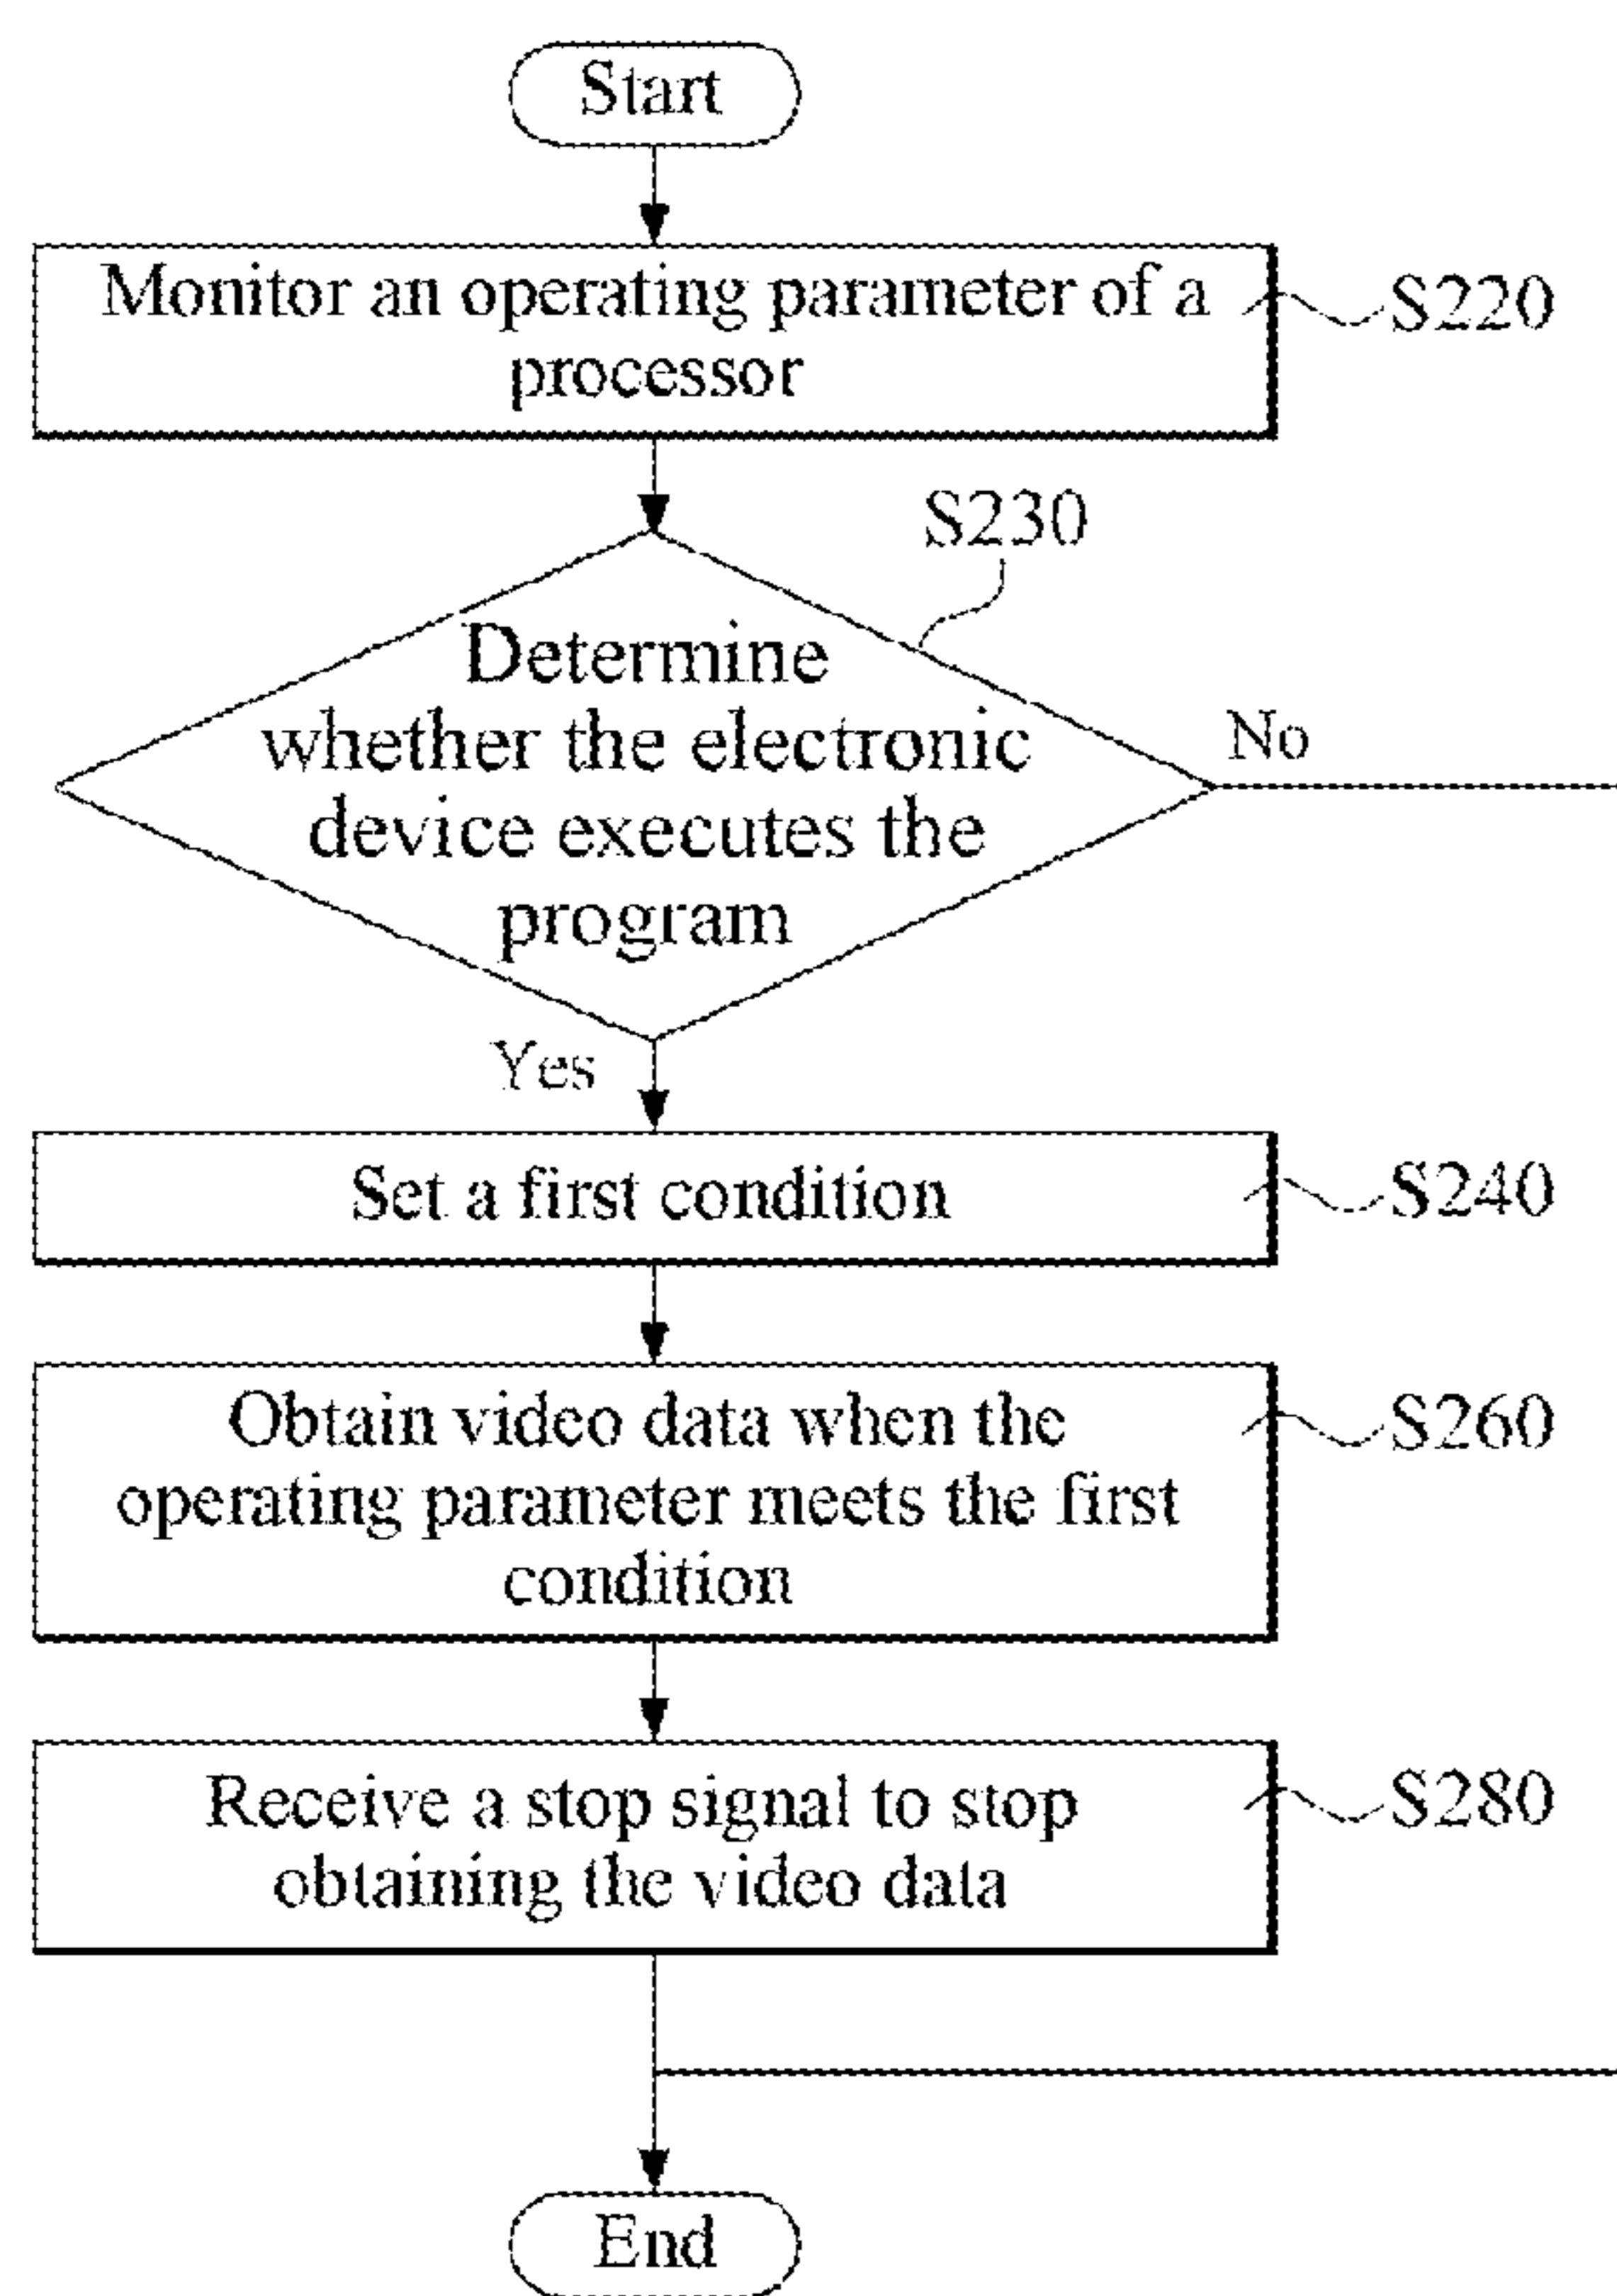 Start
Monitor an operating parameter of a
processor
S220
S230
Determine
whether the electronic
device executes the
program
No
Yes
Set a first condition
S240
Obtain video data when the
operating parameter meets the first
condition
S260
Receive a stop signal to stop
obtaining the video data
S280
End